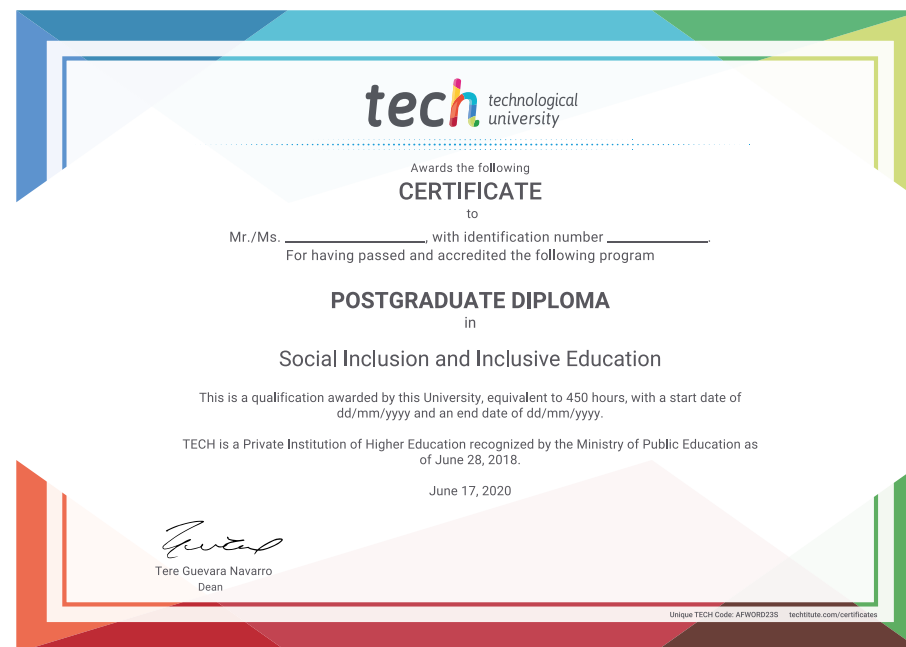 tech technological
university
Awards the following
CERTIFICATE
to
Mr./Ms. ____________________, with identification number ______________.
For having passed and accredited the following program
POSTGRADUATE DIPLOMA
in
Social Inclusion and Inclusive Education
This is a qualification awarded by this University, equivalent to 450 hours, with a start date of
dd/mm/yyyy and an end date of dd/mm/yyyy.
TECH is a Private Institution of Higher Education recognized by the Ministry of Public Education as
of June 28, 2018.
June 17, 2020
Tere Guevara Navarro
Dean
Unique TECH Code: AFWORD23S techtitute.com/certificates